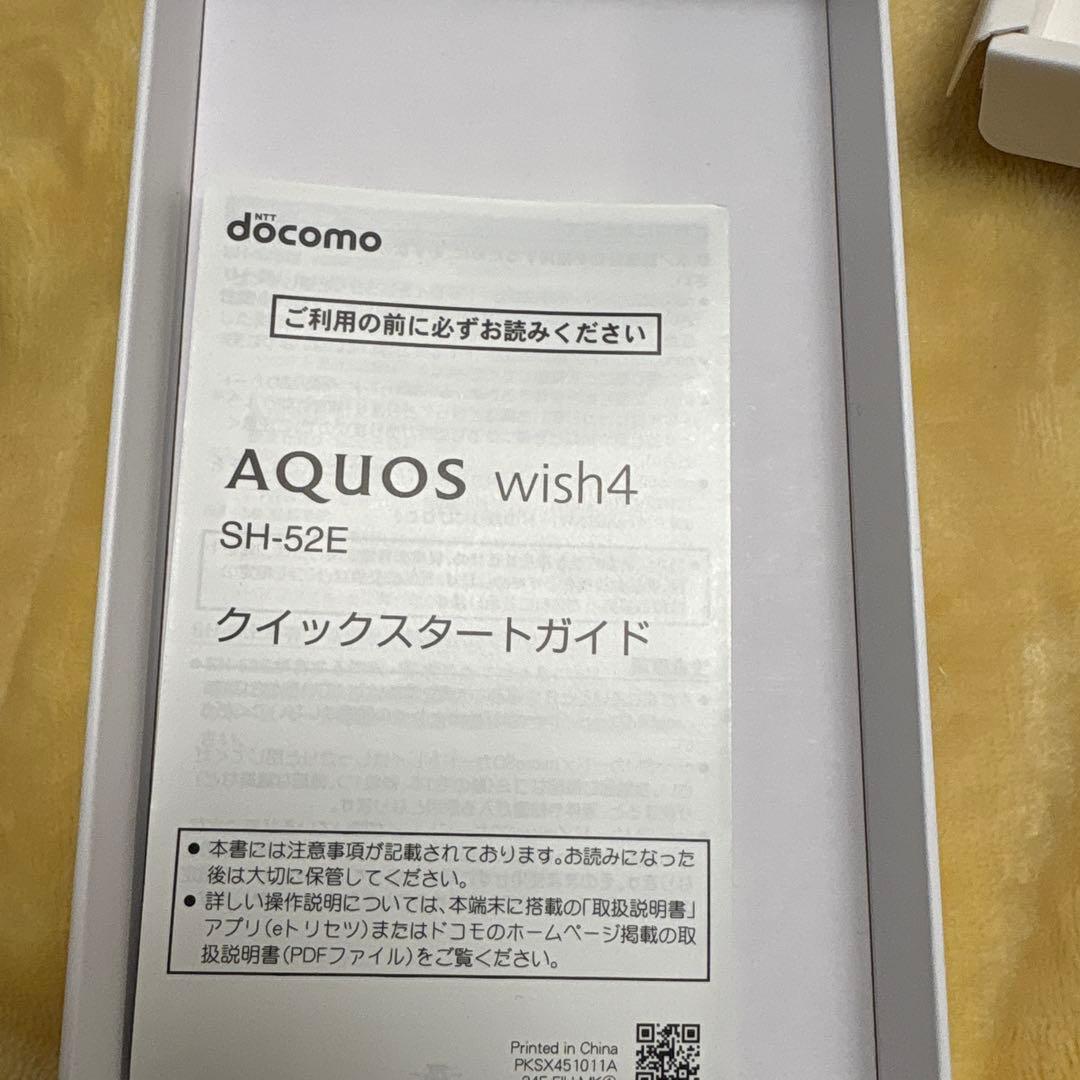 NTT
docomo
ご利用の前に必ずお読みください
AQUOS wish4
SH-52E
クイックスタートガイド
● 本書には注意事項が記載されております。お読みになった
後は大切に保管してください。
● 詳しい操作説明については、本端末に搭載の「取扱説明書」
アプリ(eトリセツ)またはドコモのホームページ掲載の取
扱説明書(PDFファイル)をご覧ください。
Printed in China
PKSX451011A